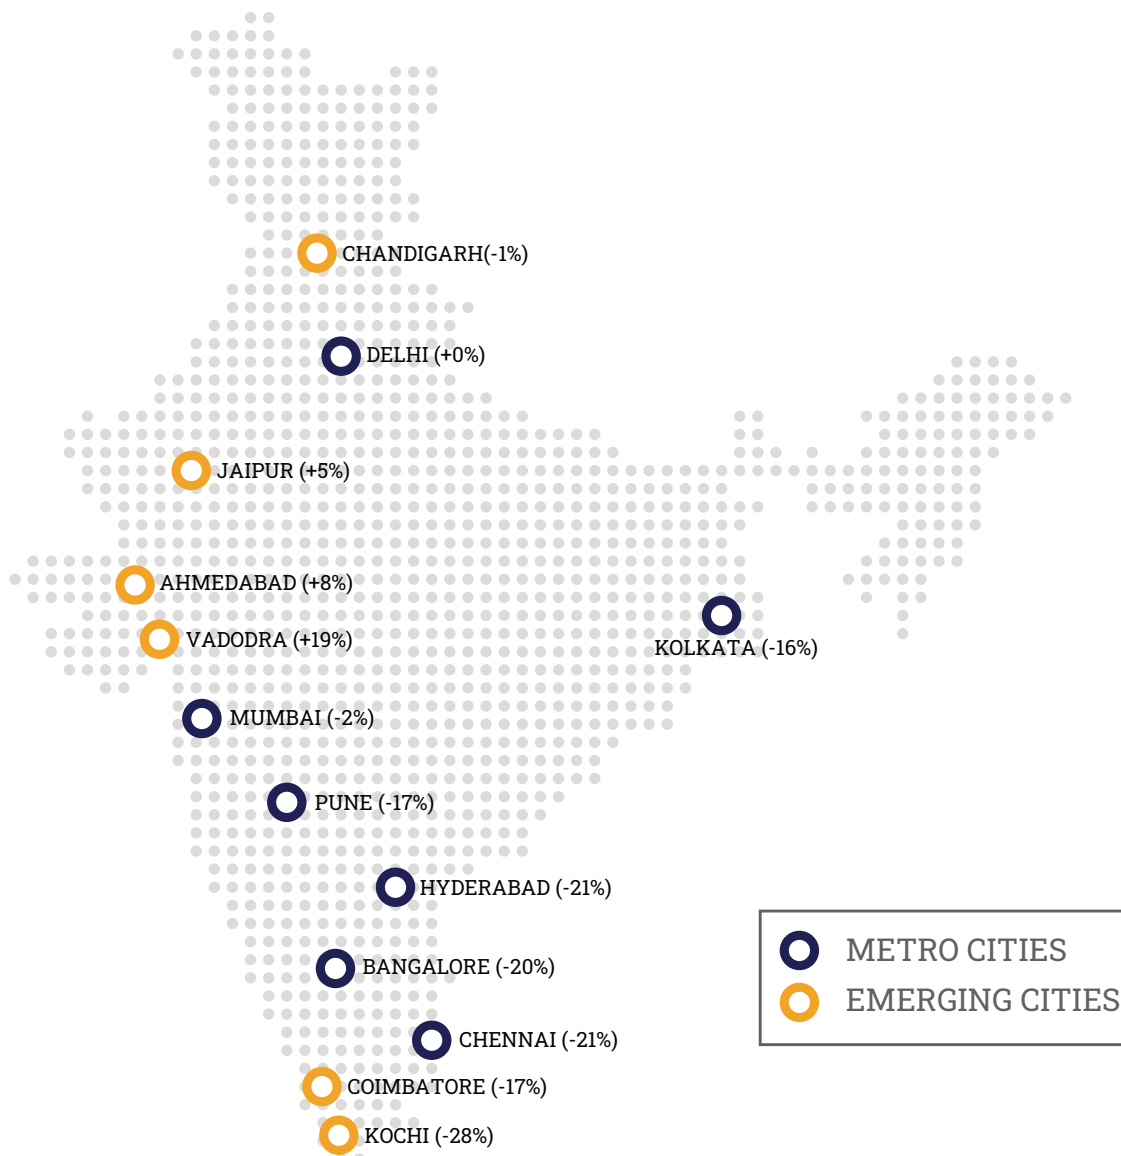 CHANDIGARH(-1%)
DELHI (+0%)
JAIPUR (+5%)
AHMEDABAD (+8%)
VADODRA (+19%)
KOLKATA (-16%)
MUMBAI (-2%)
PUNE (-17%)
HYDERABAD (-21%)
BANGALORE (-20%)
CHENNAI (-21%)
COIMBATORE (-17%)
KOCHI (-28%)
METRO CITIES
EMERGING CITIES